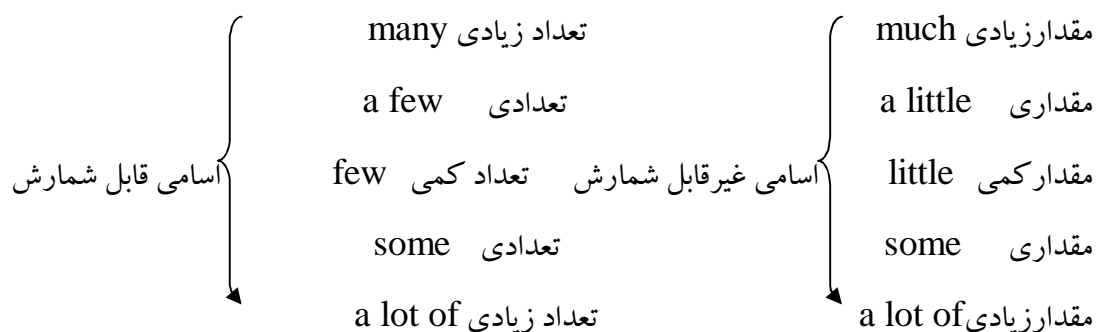 مقدارزیادی much تعداد زیادی many
مقداری a little تعدادی a few
مقدارکمی little اسامی غیرقابل شمارش تعداد کمی few اسامی قابل شمارش
مقداری some تعدادی some
مقدارزیادی a lot of تعداد زیادی a lot of